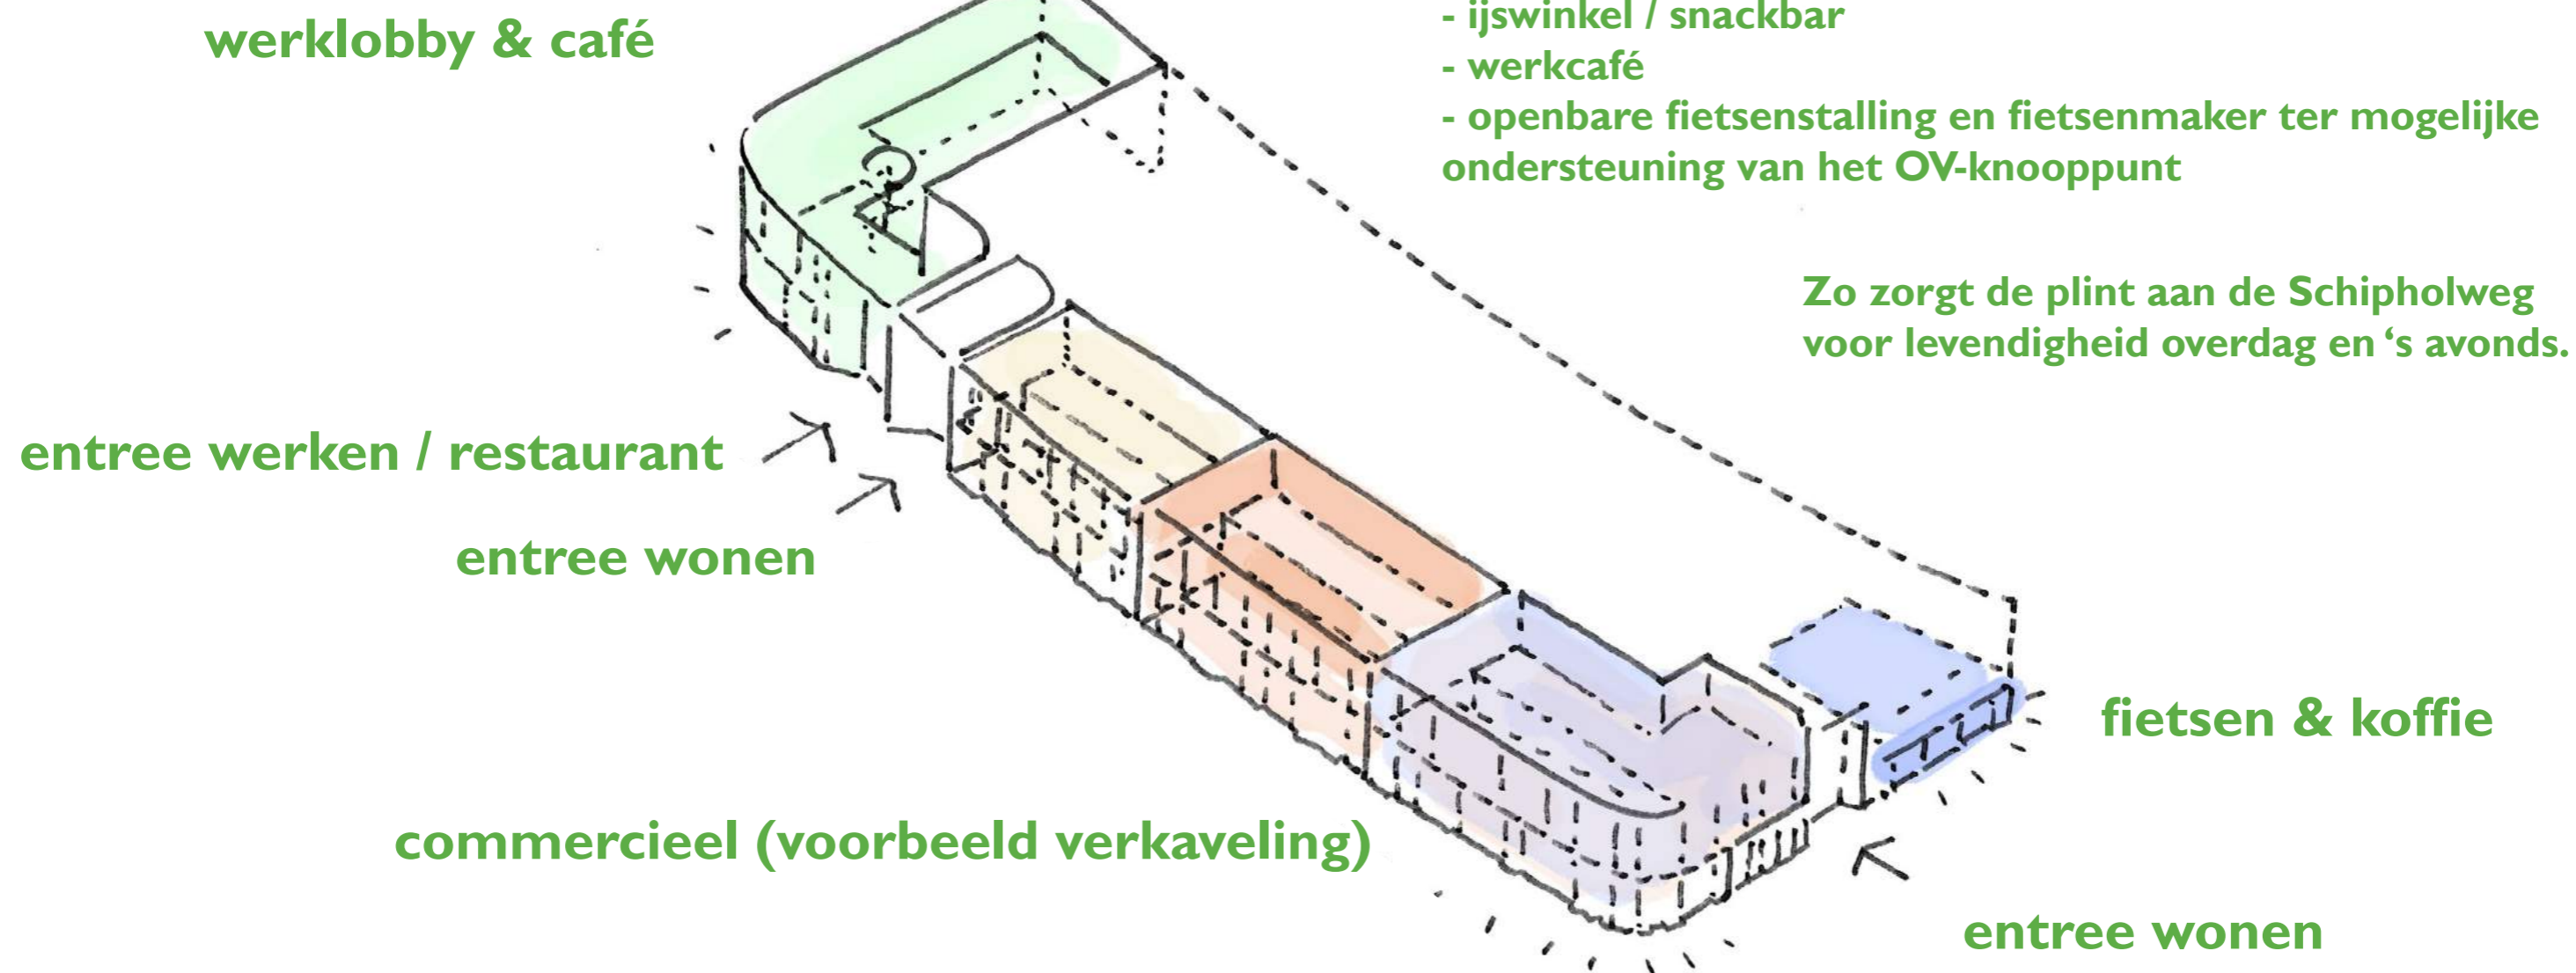 werklobby & café
- ijswinkel / snackbar
- werkcafé
- openbare fietsenstalling en fietsenmaker ter mogelijke
ondersteuning van het OV-knooppunt
Zo zorgt de plint aan de Schipholweg
voor levendigheid overdag en ‘s avonds.
entree werken / restaurant
entree wonen
fietsen & koffie
commercieel (voorbeeld verkaveling)
entree wonen